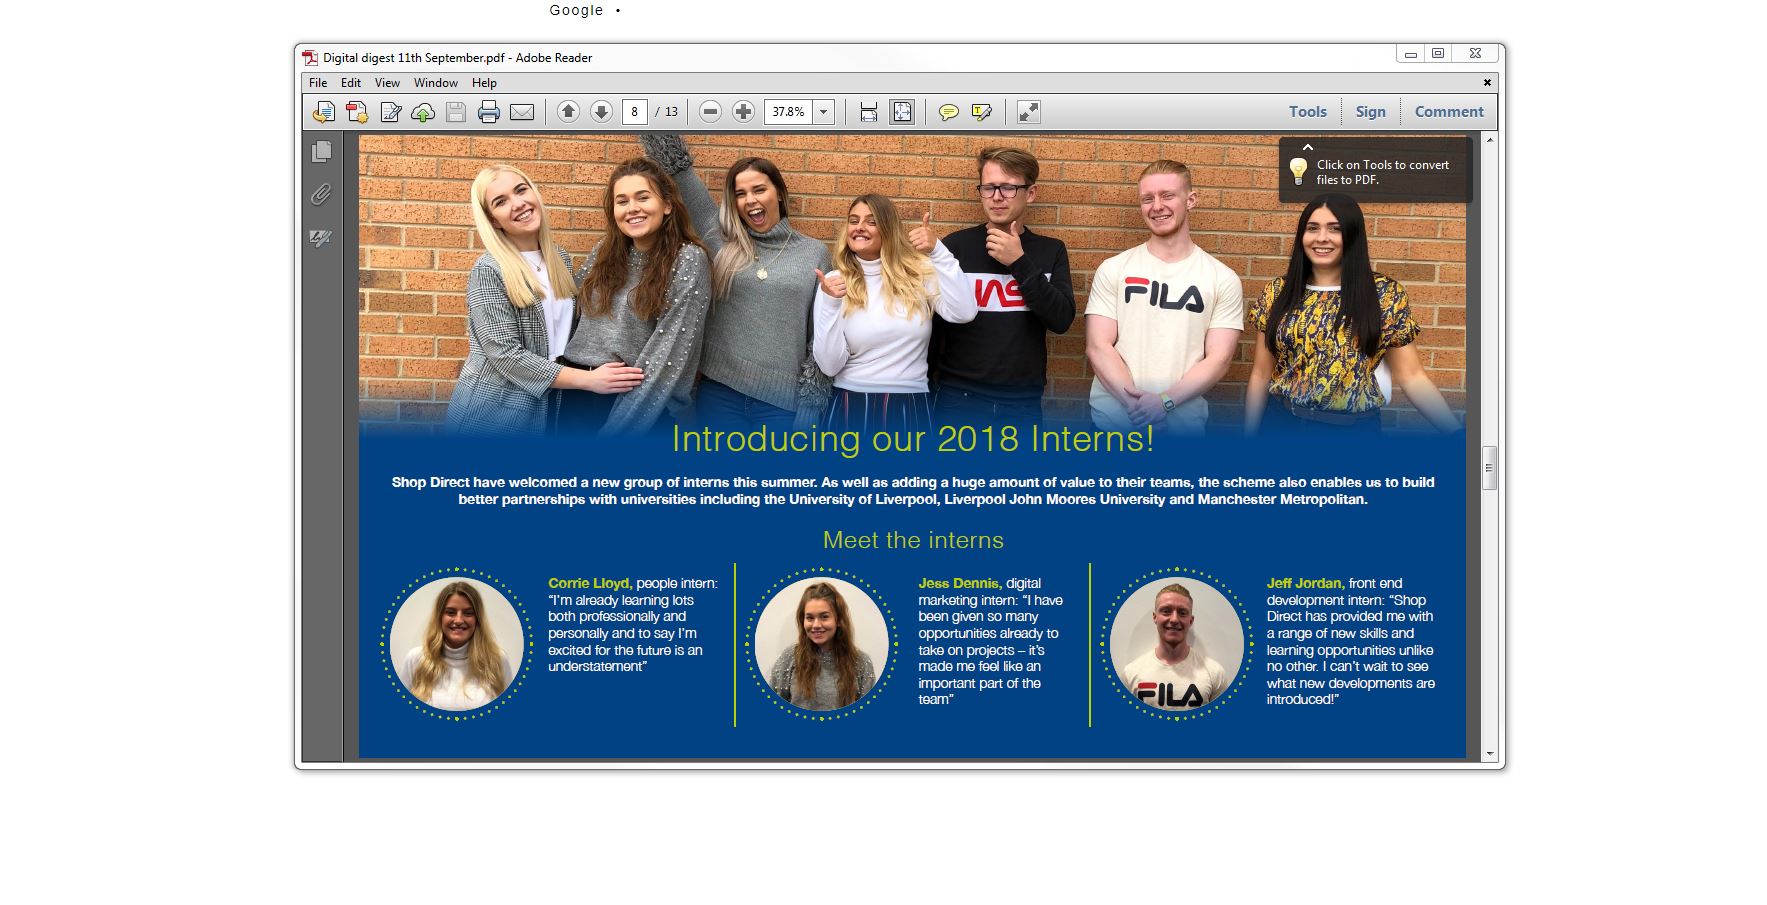 Google •
Digital digest 11th September.pdf - Adobe Reader
File Edit View Window Help
8 / 13 37.8% Tools Sign Comment
Click on Tools to convert
files to PDF.
FILA
Introducing our 2018 Interns!
Shop Direct have welcomed a new group of interns this summer. As well as adding a huge amount of value to their teams, the scheme also enables us to build
better partnerships with universities including the University of Liverpool, Liverpool John Moores University and Manchester Metropolitan.
Meet the interns
Corrie Lloyd, people intern:
“I’m already learning lots
both professionally and
personally and to say I’m
excited for the future is an
understatement”
Jess Dennis, digital
marketing intern: “I have
been given so many
opportunities already to
take on projects – it’s
made me feel like an
important part of the
team”
FILA
Jeff Jordan, front end
development intern: “Shop
Direct has provided me with
a range of new skills and
learning opportunities unlike
no other. I can’t wait to see
what new developments are
introduced!”